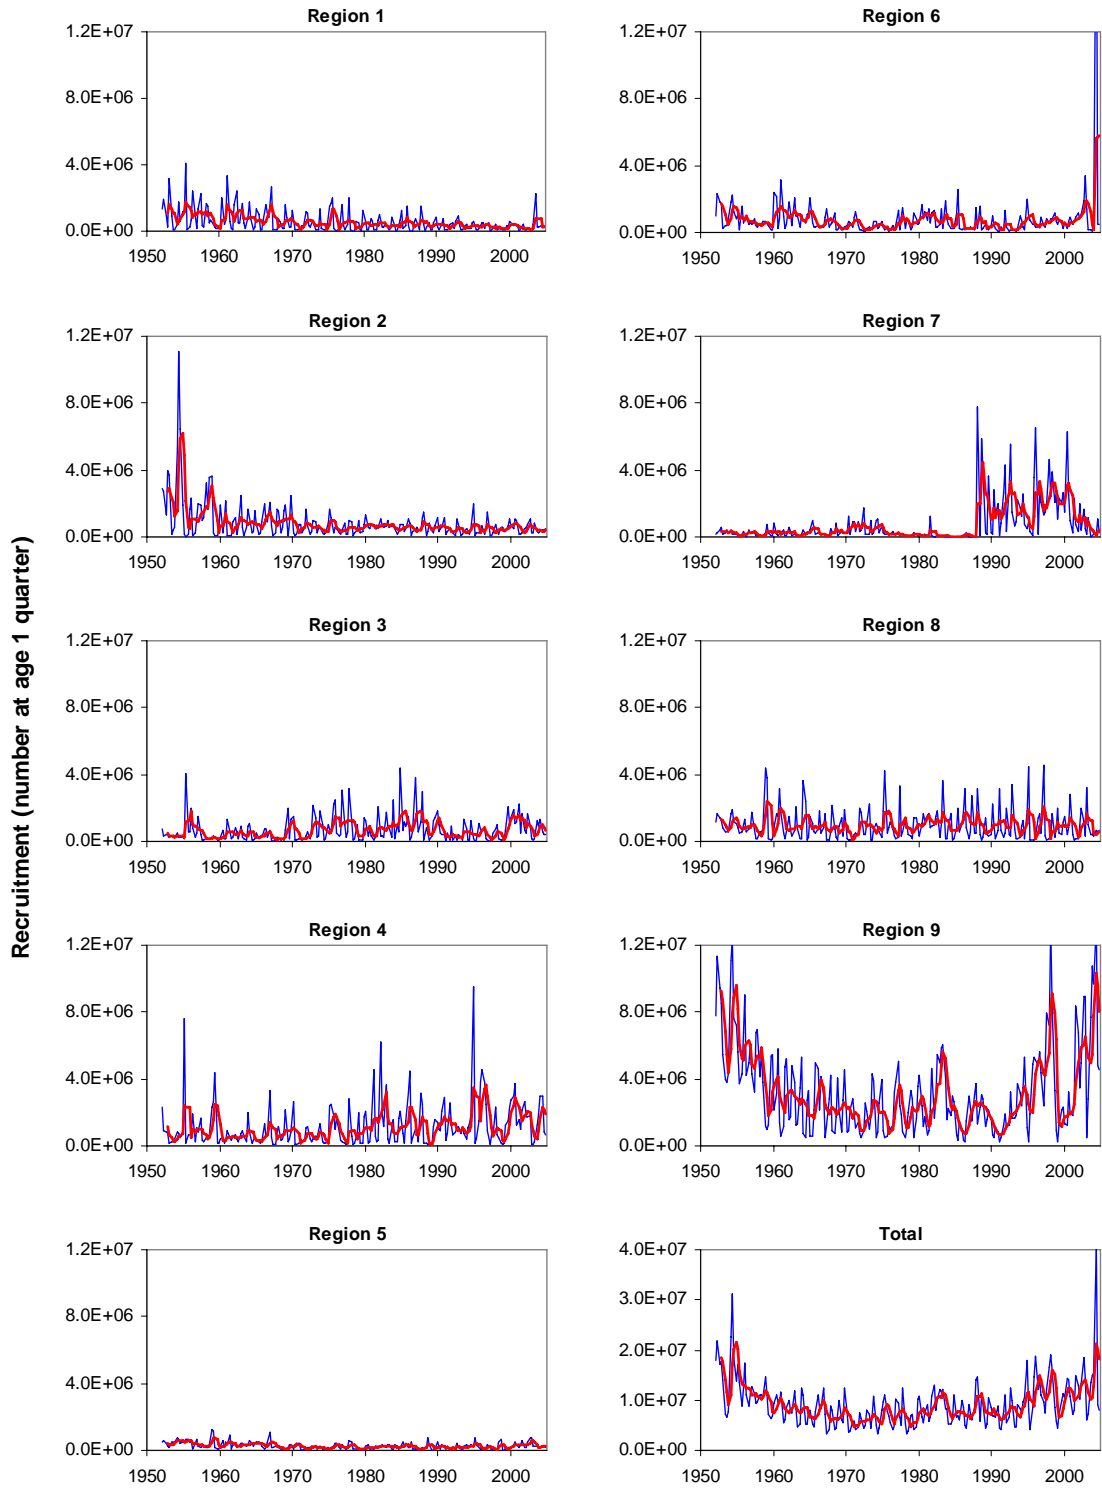 Recruitment (number at age 1 quarter)
Region 1
1.2E+07
8.0E+06
4.0E+06
0.0E+00
1950 1960 1970 1980 1990 2000
Region 6
1.2E+07
8.0E+06
4.0E+06
0.0E+00
1950 1960 1970 1980 1990 2000
Region 2
1.2E+07
8.0E+06
4.0E+06
0.0E+00
1950 1960 1970 1980 1990 2000
Region 7
1.2E+07
8.0E+06
4.0E+06
0.0E+00
1950 1960 1970 1980 1990 2000
Region 3
1.2E+07
8.0E+06
4.0E+06
0.0E+00
1950 1960 1970 1980 1990 2000
Region 8
1.2E+07
8.0E+06
4.0E+06
0.0E+00
1950 1960 1970 1980 1990 2000
Region 4
1.2E+07
8.0E+06
4.0E+06
0.0E+00
1950 1960 1970 1980 1990 2000
Region 9
1.2E+07
8.0E+06
4.0E+06
0.0E+00
1950 1960 1970 1980 1990 2000
Region 5
1.2E+07
8.0E+06
4.0E+06
0.0E+00
1950 1960 1970 1980 1990 2000
Total
4.0E+07
3.0E+07
2.0E+07
1.0E+07
0.0E+00
1950 1960 1970 1980 1990 2000